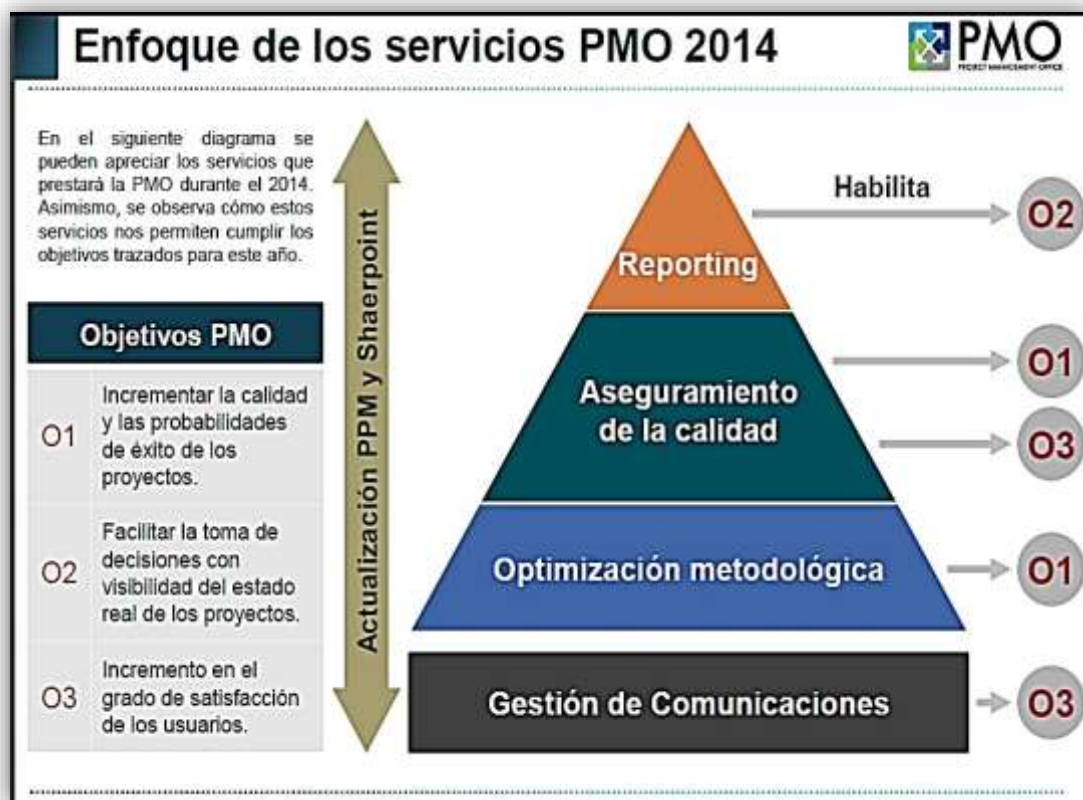 Enfoque de los servicios PMO 2014
PMO
PROJECT MANAGEMENT OFFICE
En el siguiente diagrama se
pueden apreciar los servicios que
prestará la PMO durante el 2014.
Asimismo, se observa cómo estos
servicios nos permiten cumplir los
objetivos trazados para este año.
Objetivos PMO
O1
Incrementar la calidad
y las probabilidades
de éxito de los
proyectos.
O2
Facilitar la toma de
decisiones con
visibilidad del estado
real de los proyectos.
O3
Incremento en el
grado de satisfacción
de los usuarios.
Actualización PPM y Shaerpoint
Reporting
Habilita
O2
Aseguramiento
de la calidad
O1
O3
Optimización metodológica
O1
Gestión de Comunicaciones
O3